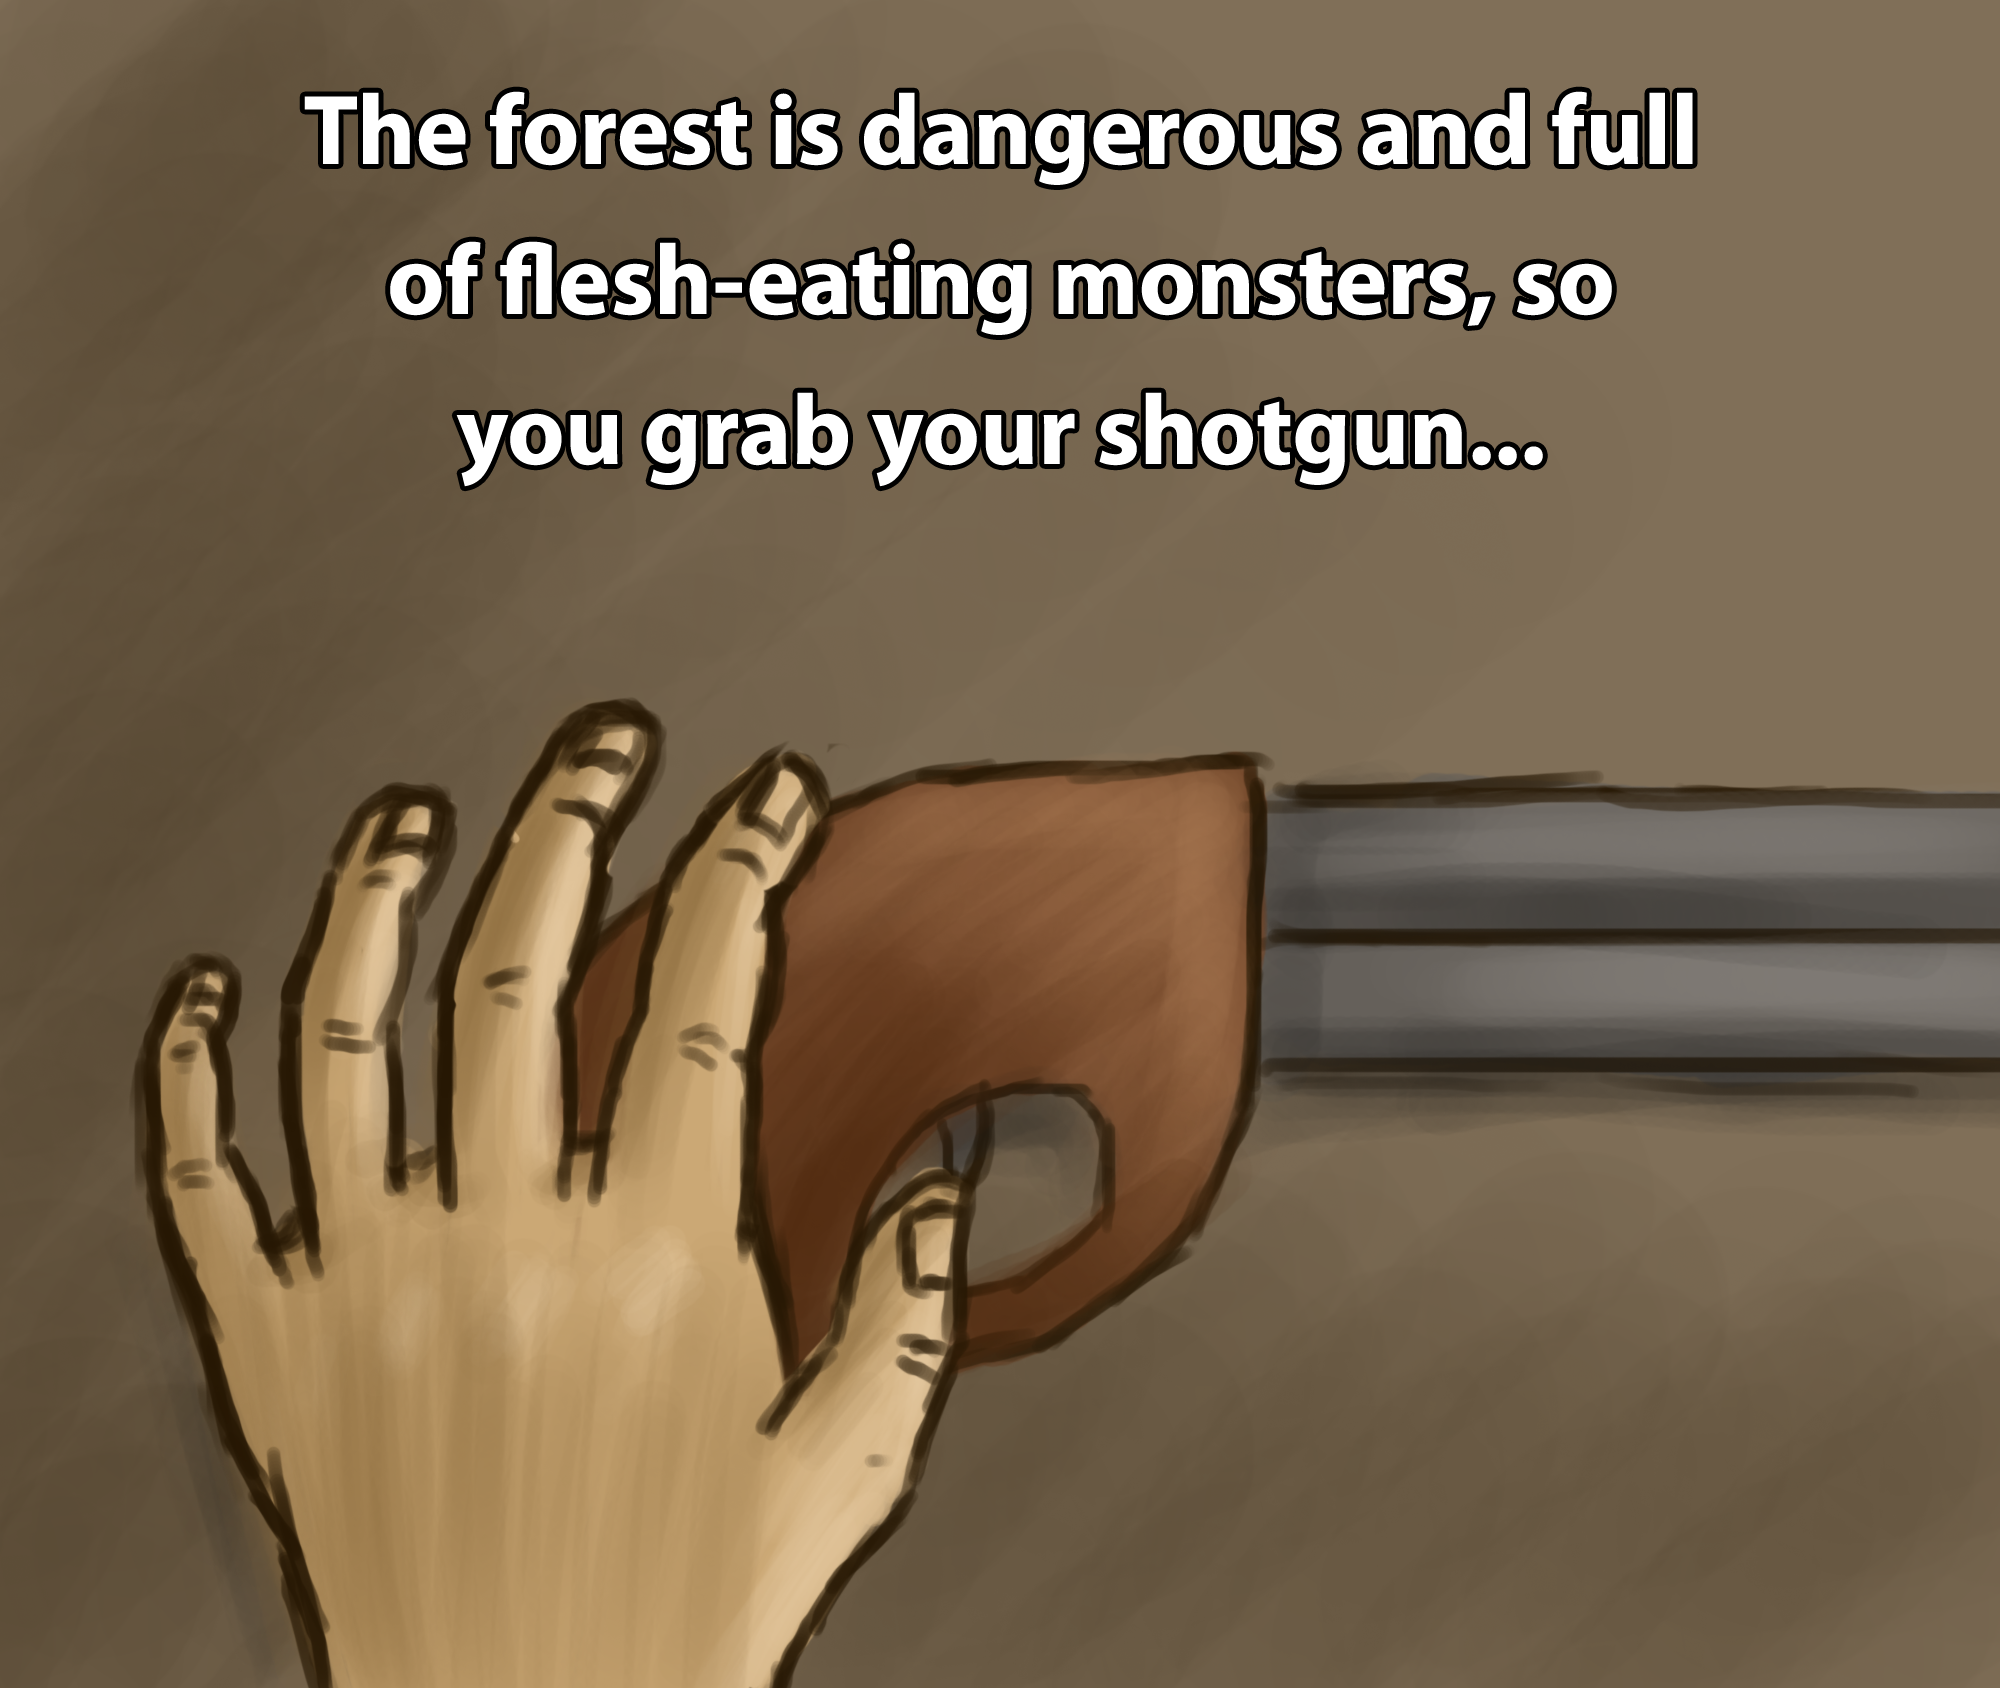 The forest is dangerous and full
of flesh-eating monsters, so
you grab your shotgun...